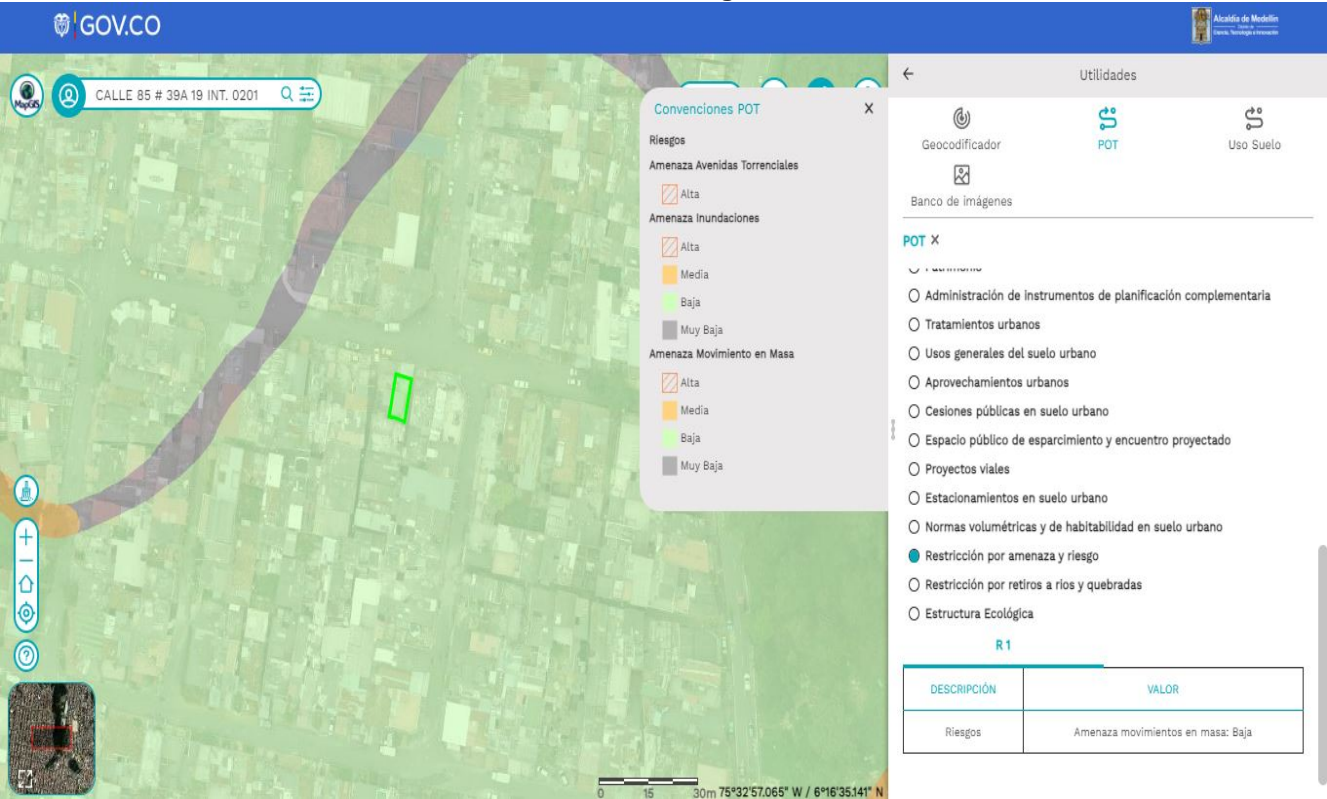 GOV.CO
Alcaldía de Medellín
MapGIS
CALLE 85 # 39A 19 INT. 0201
Convenciones POT
X
Riesgos
Amenaza Avenidas Torrenciales
Alta
Amenaza Inundaciones
Alta
Media
Baja
Muy Baja
Amenaza Movimiento en Masa
Alta
Media
Baja
Muy Baja
0 15 30m 75°32'57.065" W / 6°16'35.141" N
Utilidades
Geocodificador
POT
Uso Suelo
Banco de imágenes
POT X
Administración de instrumentos de planificación complementaria
Tratamientos urbanos
Usos generales del suelo urbano
Aprovechamientos urbanos
Cesiones públicas en suelo urbano
Espacio público de esparcimiento y encuentro proyectado
Proyectos viales
Estacionamientos en suelo urbano
Normas volumétricas y de habitabilidad en suelo urbano
Restricción por amenaza y riesgo
Restricción por retiros a rios y quebradas
Estructura Ecológica
R 1
DESCRIPCIÓN VALOR
Riesgos Amenaza movimientos en masa: Baja